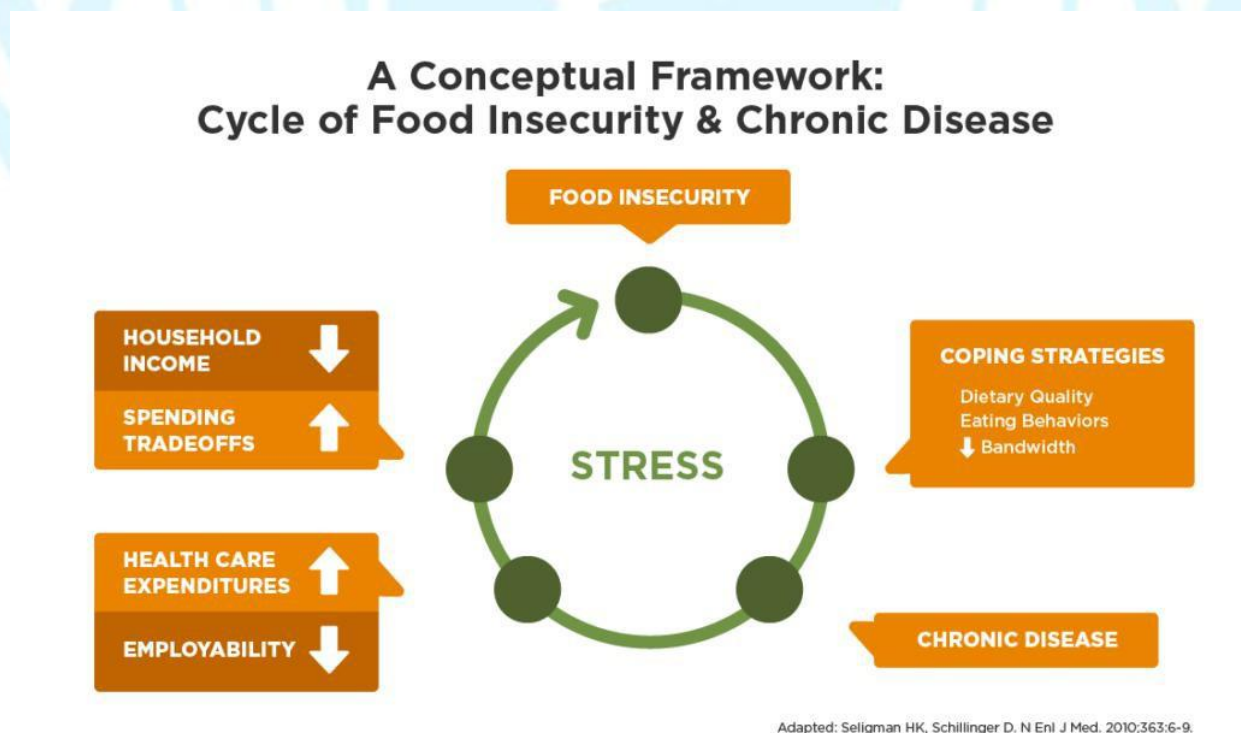 A Conceptual Framework:
Cycle of Food Insecurity & Chronic Disease
FOOD INSECURITY
COPING STRATEGIES
Dietary Quality
Eating Behaviors
Bandwidth
CHRONIC DISEASE
HEALTH CARE
EXPENDITURES
EMPLOYABILITY
HOUSEHOLD
INCOME
SPENDING
TRADEOFFS
STRESS
Adapted: Seligman HK, Schillinger D. N Enl J Med. 2010;363:6-9.